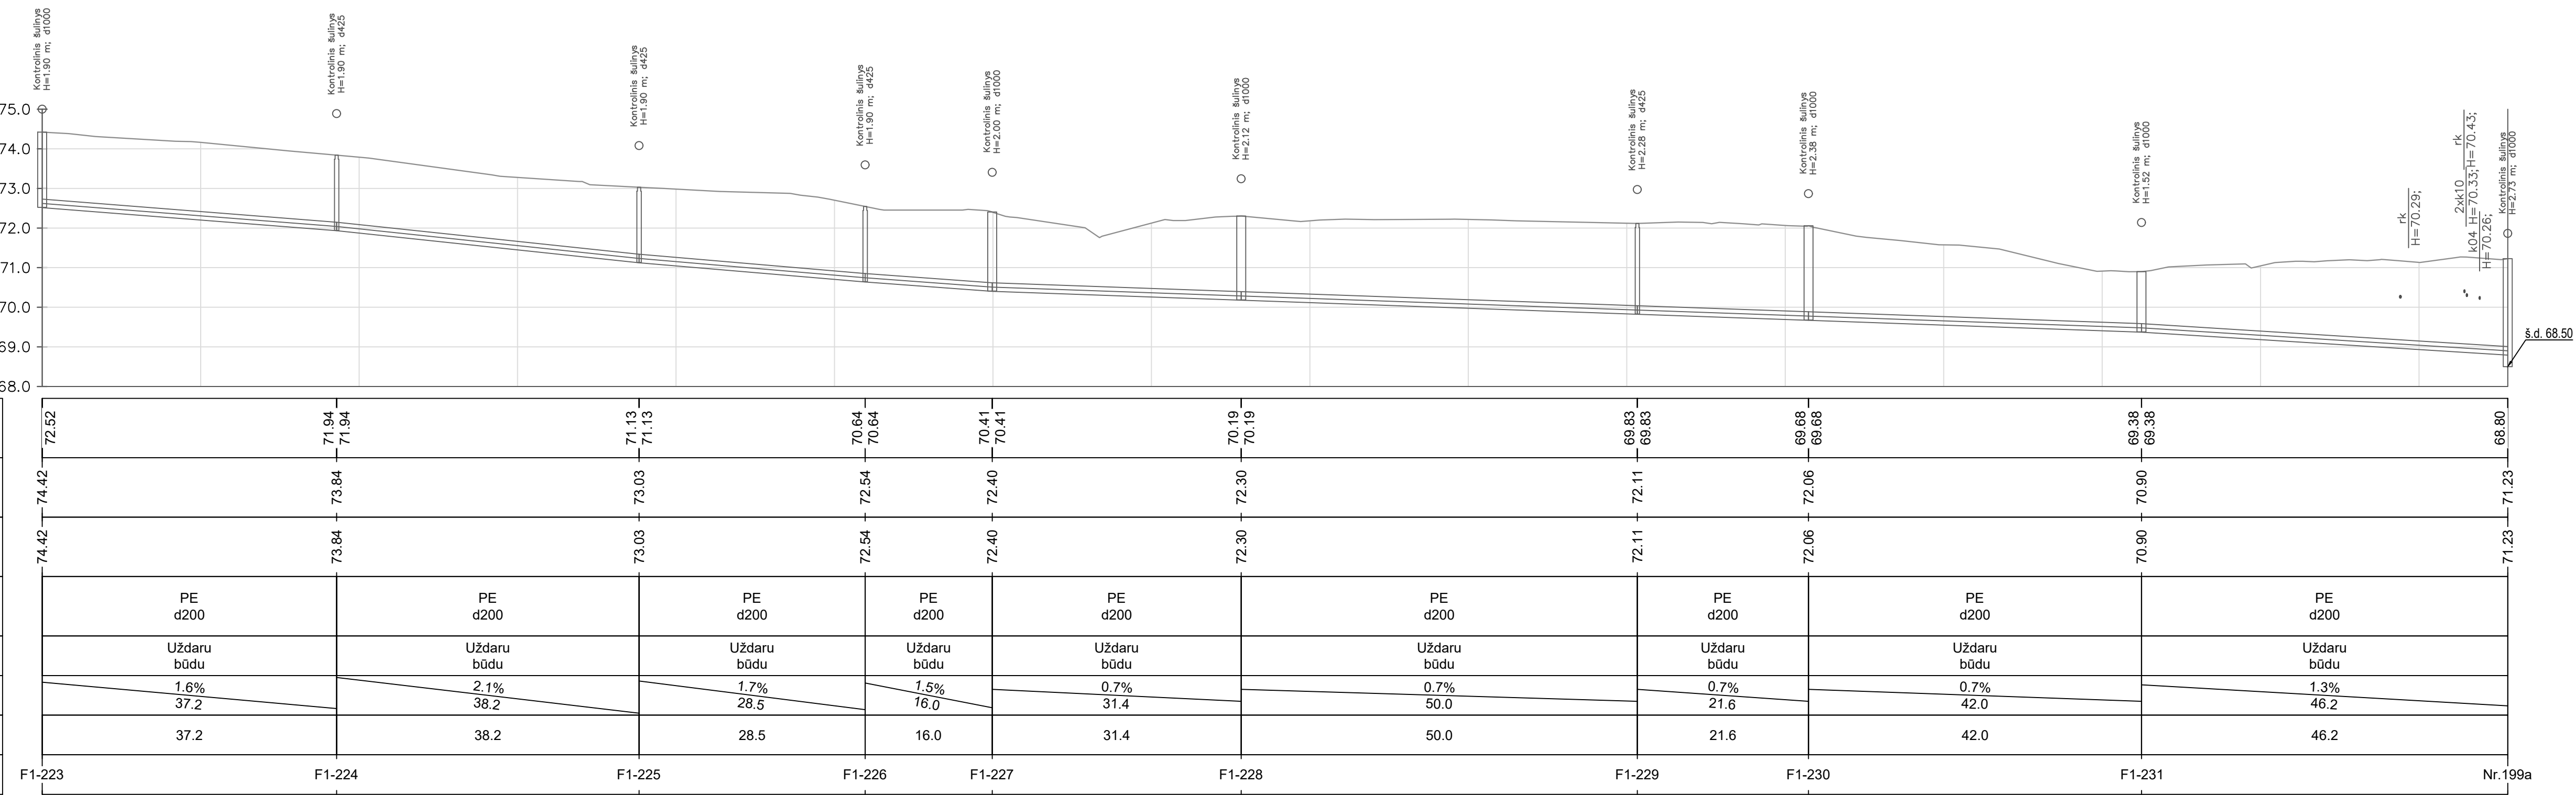 Kontrolinis šulinys
H=1.90 m; d1000
Kontrolinis šulinys
H=1.90 m; d425
Kontrolinis šulinys
H=1.90 m; d425
Kontrolinis šulinys
H=1.90 m; d425
Kontrolinis šulinys
H=2.00 m; d1000
Kontrolinis šulinys
H=2.12 m; d1000
Kontrolinis šulinys
H=2.28 m; d425
Kontrolinis šulinys
H=2.38 m; d1000
Kontrolinis šulinys
H=1.52 m; d1000
rk
H=70.29;
rk
H=70.43;
2xk10
H=70.33;
k04
H=70.26;
Kontrolinis šulinys
H=2.73 m; d1000
75.0
74.0
73.0
72.0
71.0
70.0
69.0
68.0
š.d. 68.50
72.52
71.94
71.94
71.13
71.13
70.64
70.64
70.41
70.41
70.19
70.19
69.83
69.83
69.68
69.68
69.38
69.38
68.80
74.42
73.84
73.03
72.54
72.40
72.30
72.11
72.06
70.90
71.23
74.42
73.84
73.03
72.54
72.40
72.30
72.11
72.06
70.90
71.23
PE
d200
PE
d200
PE
d200
PE
d200
PE
d200
PE
d200
PE
d200
PE
d200
PE
d200
Uždaru
būdu
Uždaru
būdu
Uždaru
būdu
Uždaru
būdu
Uždaru
būdu
Uždaru
būdu
Uždaru
būdu
Uždaru
būdu
Uždaru
būdu
1.6%
37.2
2.1%
38.2
1.7%
28.5
1.5%
16.0
0.7%
31.4
0.7%
50.0
0.7%
21.6
0.7%
42.0
1.3%
46.2
37.2
38.2
28.5
16.0
31.4
50.0
21.6
42.0
46.2
F1-223
F1-224
F1-225
F1-226
F1-227
F1-228
F1-229
F1-230
F1-231
Nr.199a